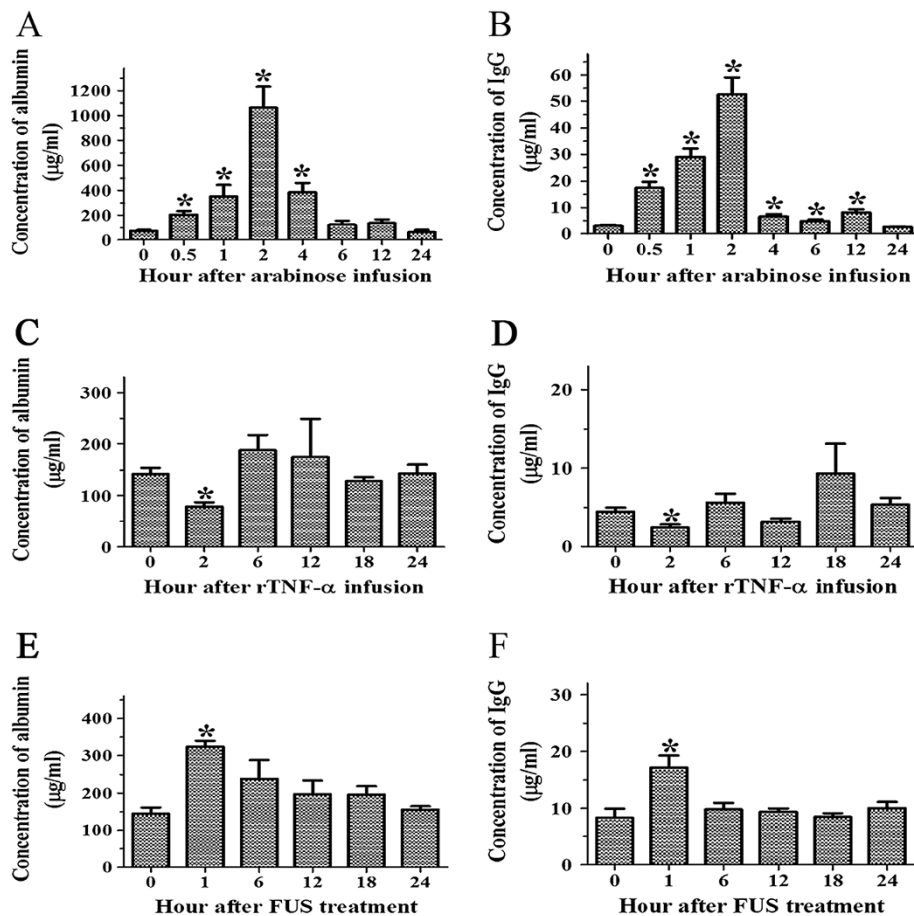 A
Concentration of albumin
(μg/ml)
1200
1000
800
600
400
200
0
* * * *
0 0.5 1 2 4 6 12 24
Hour after arabinose infusion
B
Concentration of IgG
(μg/ml)
60
50
40
30
20
10
0
* * * * * *
0 0.5 1 2 4 6 12 24
Hour after arabinose infusion
C
Concentration of albumin
(μg/ml)
300
200
100
0
*
0 2 6 12 18 24
Hour after rTNF-α infusion
D
Concentration of IgG
(μg/ml)
20
10
0
*
0 2 6 12 18 24
Hour after rTNF-α infusion
E
Concentration of albumin
(μg/ml)
400
300
200
100
0
*
0 1 6 12 18 24
Hour after FUS treatment
F
Concentration of IgG
(μg/ml)
30
20
10
0
*
0 1 6 12 18 24
Hour after FUS treatment